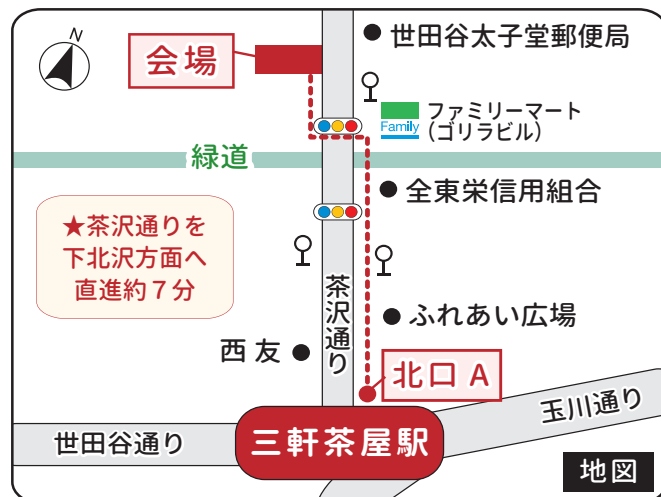 N
会場
世田谷太子堂郵便局
Family
ファミリーマート
（ゴリラビル）
緑道
全東栄信用組合
★茶沢通りを
下北沢方面へ
直進約７分
茶沢通り
ふれあい広場
西友
北口 A
玉川通り
世田谷通り
三軒茶屋駅
地図